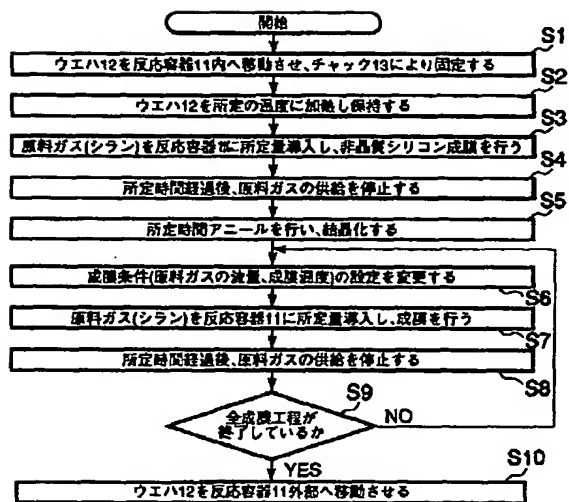 開始
S1
ウエハ12を反応容器11内へ移動させ、チャック13により固定する
S2
ウエハ12を所定の温度に加熱し保持する
S3
原料ガス(シラン)を反応容器11に所定量導入し、非晶質シリコン成膜を行う
S4
所定時間経過後、原料ガスの供給を停止する
S5
所定時間アニールを行い、結晶化する
成膜条件(原料ガスの流量、成膜温度)の設定を変更する
S6
原料ガス(シラン)を反応容器11に所定量導入し、成膜を行う
S7
所定時間経過後、原料ガスの供給を停止する
S8
S9
全成膜工程が
終了しているか
NO
YES
S10
ウエハ12を反応容器11外部へ移動させる